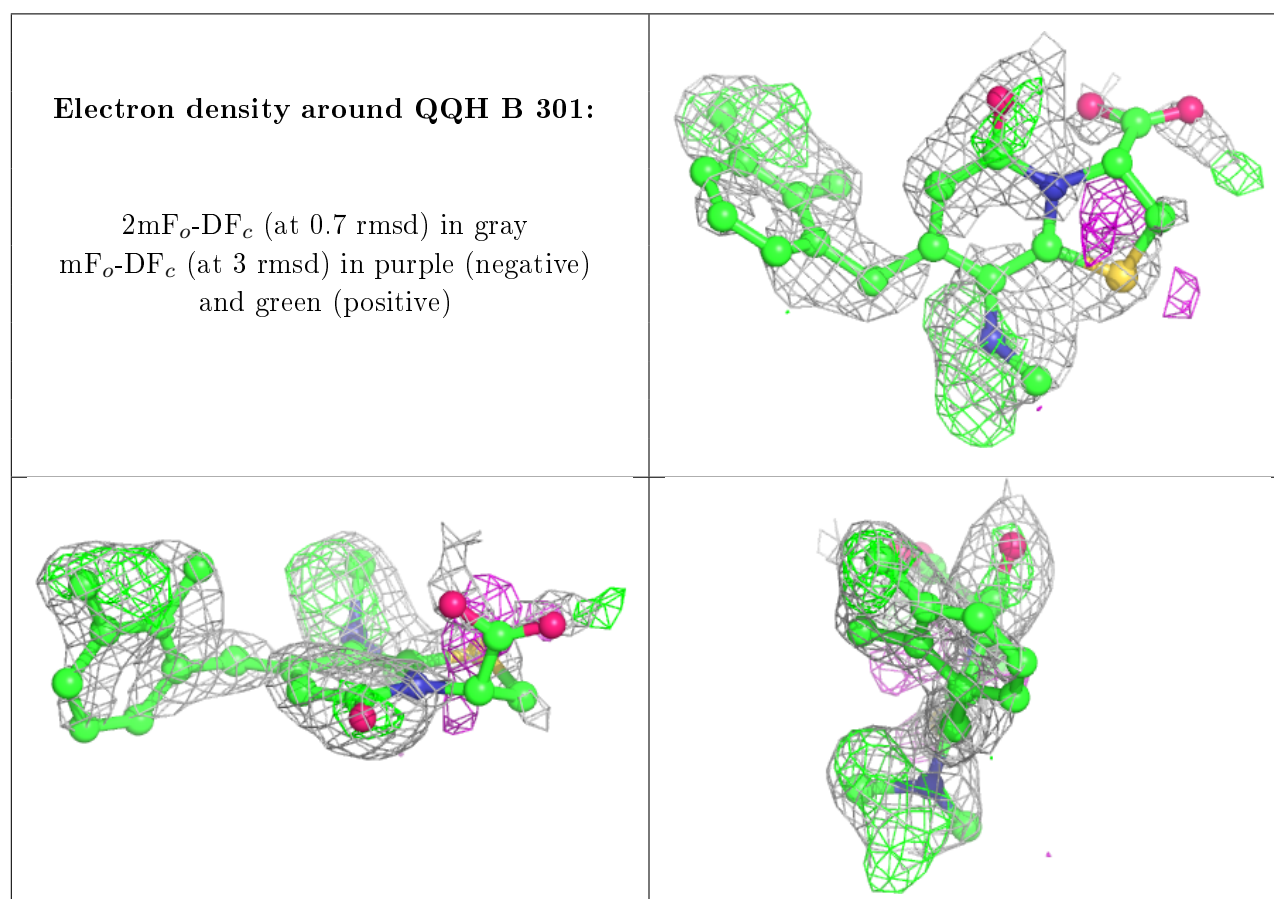 Electron density around QQH B 301:
2mFo-DFc (at 0.7 rmsd) in gray
mFo-DFc (at 3 rmsd) in purple (negative)
and green (positive)